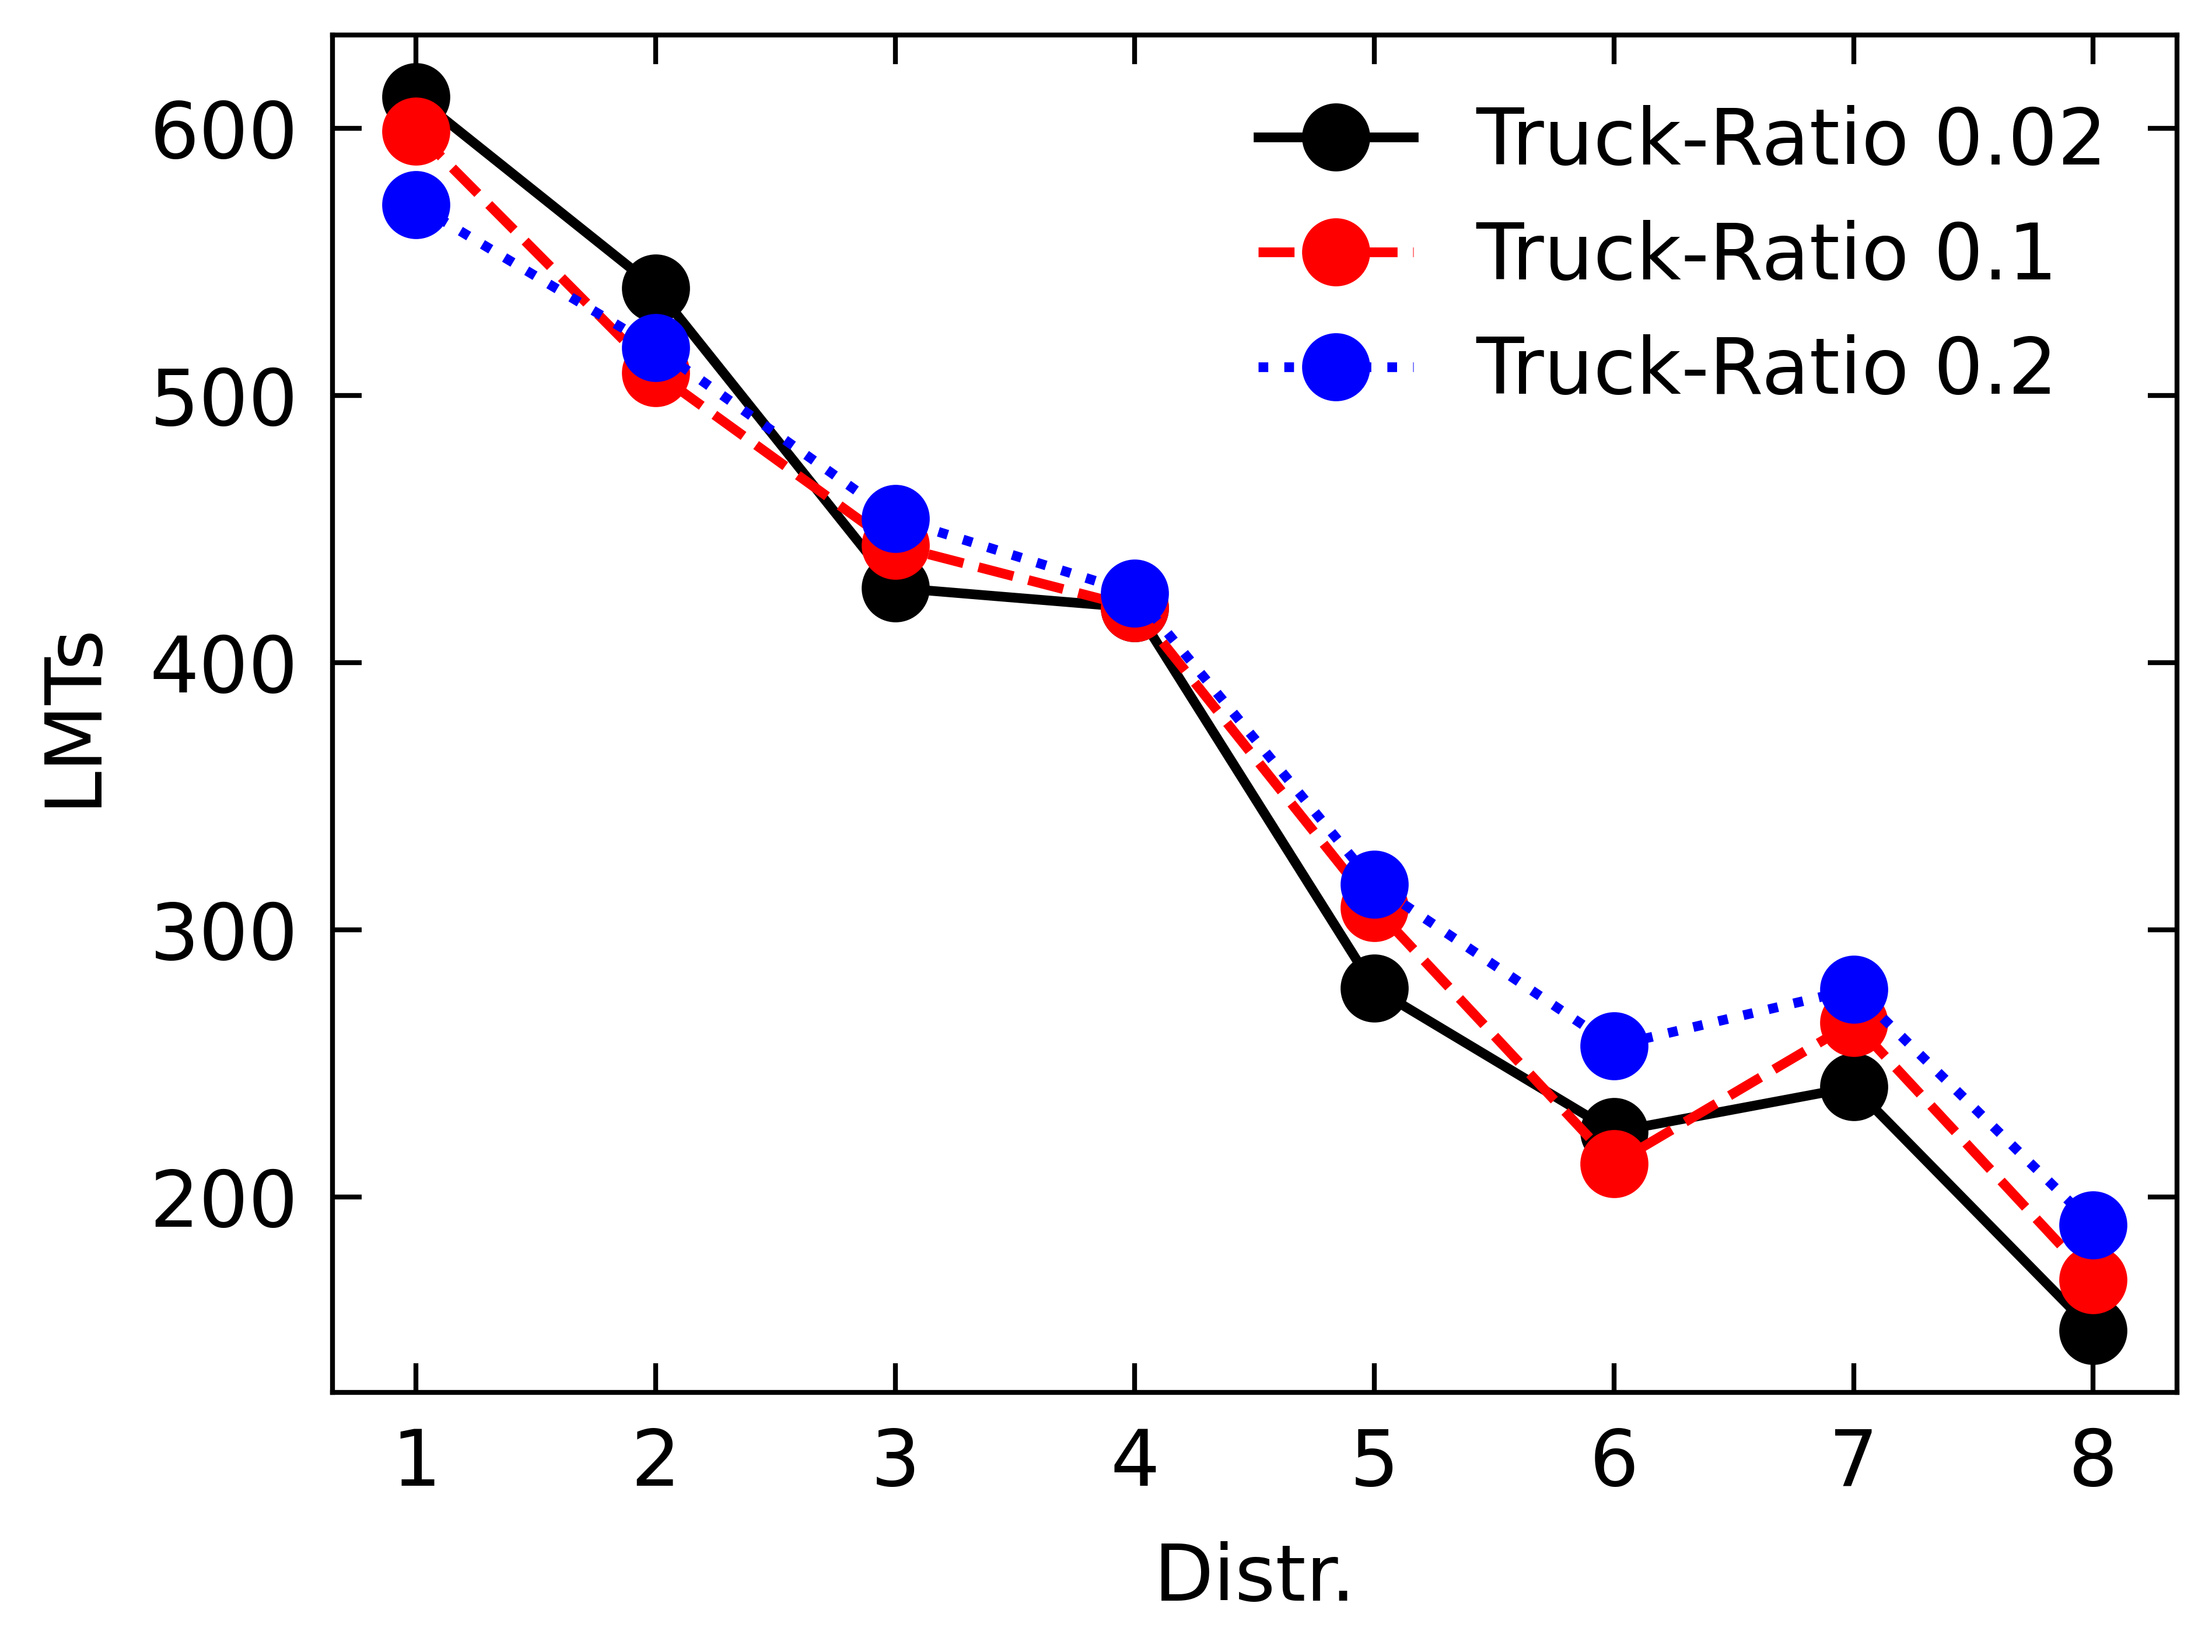 Truck-Ratio 0.02
Truck-Ratio 0.1
Truck-Ratio 0.2
600
500
400
300
200
LMTs
1 2 3 4 5 6 7 8
Distr.